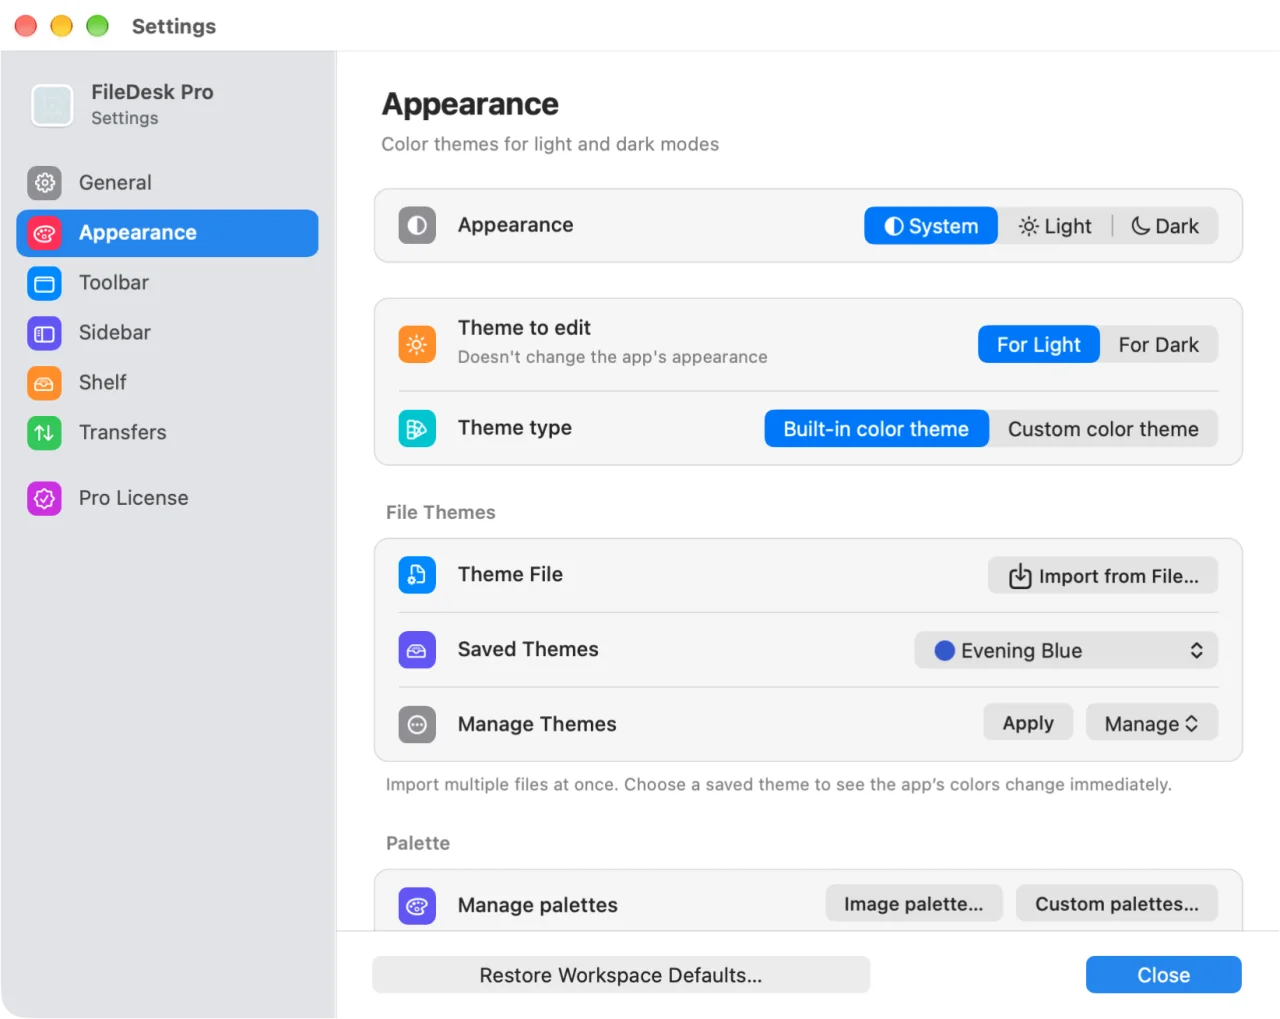 Settings
FileDesk Pro
Settings
General
Appearance
Toolbar
Sidebar
Shelf
Transfers
Pro License
Appearance
Color themes for light and dark modes
Appearance
System
Light
Dark
Theme to edit
Doesn't change the app's appearance
For Light
For Dark
Theme type
Built-in color theme
Custom color theme
File Themes
Theme File
Import from File...
Saved Themes
Evening Blue
Manage Themes
Apply
Manage
Import multiple files at once. Choose a saved theme to see the app’s colors change immediately.
Palette
Manage palettes
Image palette...
Custom palettes...
Restore Workspace Defaults...
Close